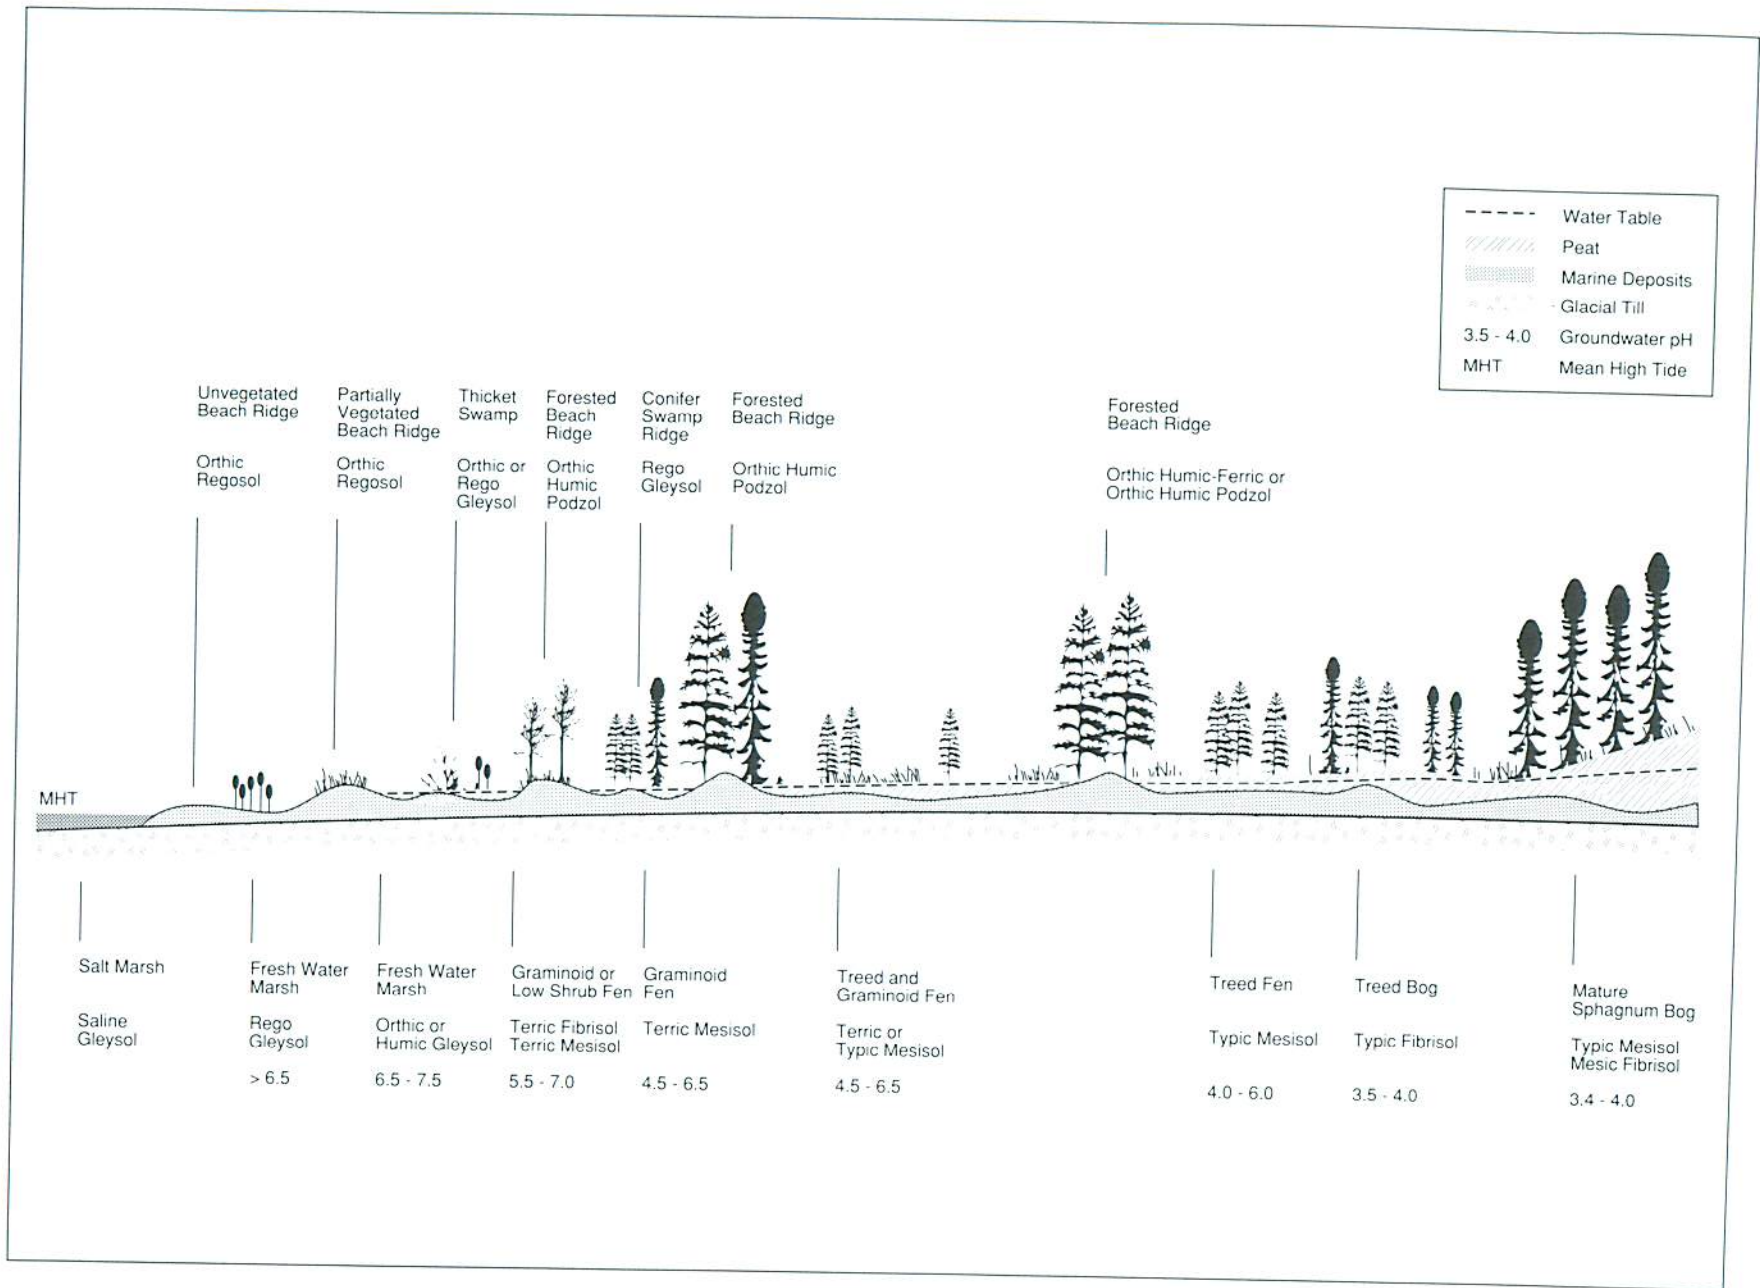 Water Table
Peat
Marine Deposits
Glacial Till
3.5 - 4.0 Groundwater pH
MHT Mean High Tide
Unvegetated
Beach Ridge
Orthic
Regosol
Partially
Vegetated
Beach Ridge
Orthic
Regosol
Thicket
Swamp
Orthic or
Rego
Gleysol
Forested
Beach
Ridge
Orthic
Humic
Podzol
Conifer
Swamp
Ridge
Rego
Gleysol
Forested
Beach Ridge
Orthic Humic
Podzol
Forested
Beach Ridge
Orthic Humic-Ferric or
Orthic Humic Podzol
MHT
Salt Marsh
Saline
Gleysol
Fresh Water
Marsh
Rego
Gleysol
> 6.5
Fresh Water
Marsh
Orthic or
Humic Gleysol
6.5 - 7.5
Graminoid or
Low Shrub Fen
Terric Fibrisol
Terric Mesisol
5.5 - 7.0
Graminoid
Fen
Terric Mesisol
4.5 - 6.5
Treed and
Graminoid Fen
Terric or
Typic Mesisol
4.5 - 6.5
Treed Fen
Typic Mesisol
4.0 - 6.0
Treed Bog
Typic Fibrisol
3.5 - 4.0
Mature
Sphagnum Bog
Typic Mesisol
Mesic Fibrisol
3.4 - 4.0